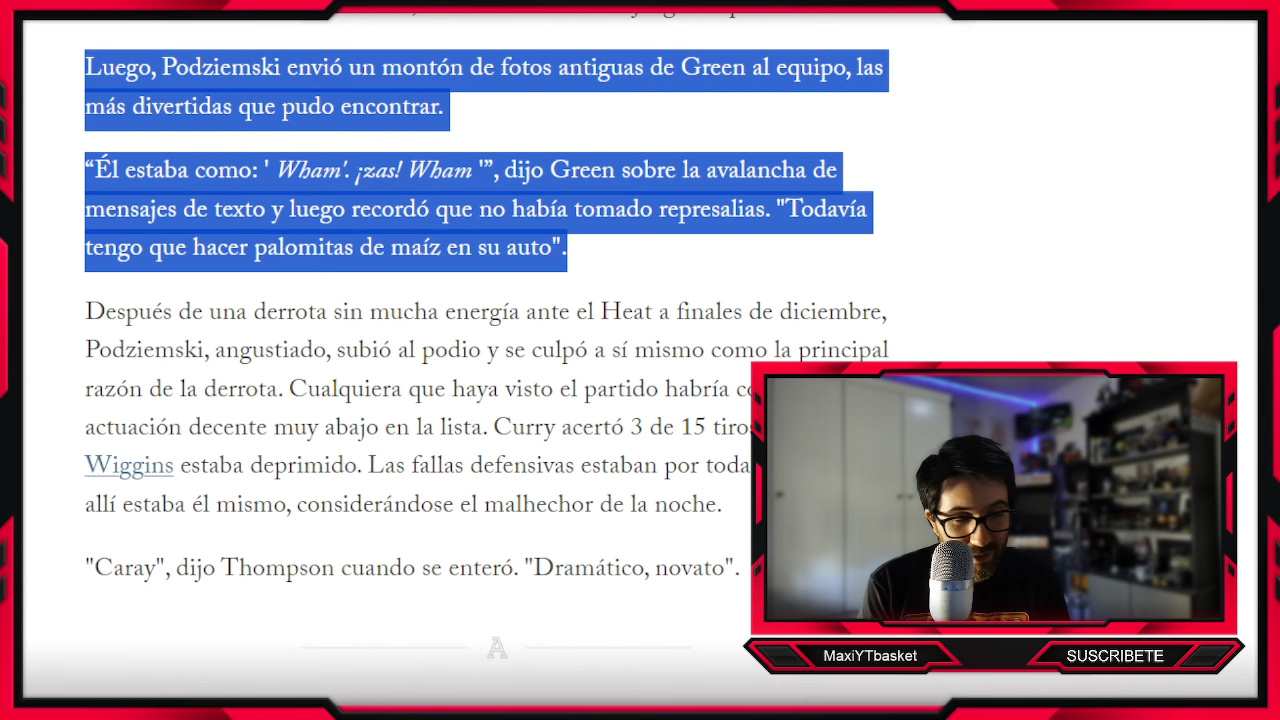 Luego, Podziemski envió un montón de fotos antiguas de Green al equipo, las
más divertidas que pudo encontrar.
“Él estaba como: ' Wham'. ¡zas! Wham '”, dijo Green sobre la avalancha de
mensajes de texto y luego recordó que no había tomado represalias. "Todavía
tengo que hacer palomitas de maíz en su auto".
Después de una derrota sin mucha energía ante el Heat a finales de diciembre,
Podziemski, angustiado, subió al podio y se culpó a sí mismo como la principal
razón de la derrota. Cualquiera que haya visto el partido habría
actuación decente muy abajo en la lista. Curry acertó 3 de 15
Wiggins estaba deprimido. Las fallas defensivas estaban por
allí estaba él mismo, considerándose el malhechor de la noche.
"Caray", dijo Thompson cuando se enteró. "Dramático, novato".
A
MaxiYTbasket
SUSCRIBETE